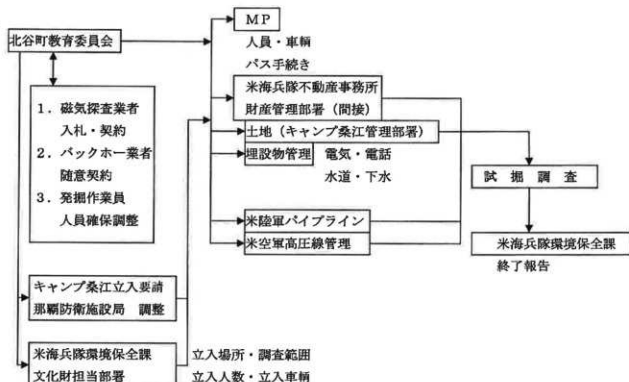 北谷町教育委員会
1．磁気探査業者
入札・契約
2．バックホー業者
随意契約
3．発掘作業員
人員確保調整
キャンプ桑江立入要請
那覇防衛施設局　調整
米海兵隊環境保全課
文化財担当部署
立入場所・調査範囲
立入人数・立入車輌
ＭＰ
人員・車輌
パス手続き
米海兵隊不動産事務所
財産管理部署（間接）
土地（キャンプ桑江管理部署）
埋設物管理　電気・電話
水道・下水
米陸軍パイプライン
米空軍高圧線管理
試　掘　調　査
米海兵隊環境保全課
終了報告